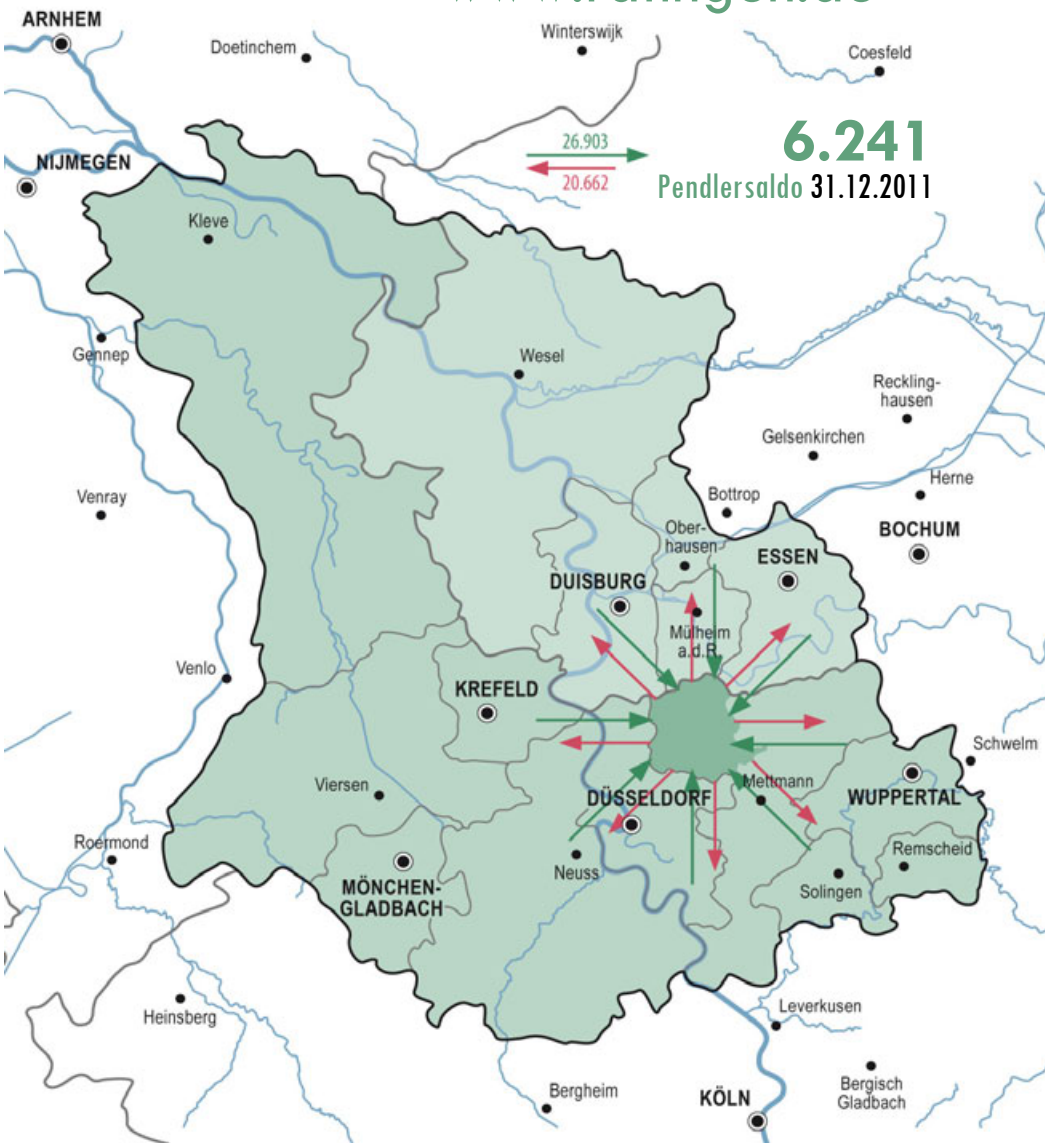 ARNHEM
Winterswijk
Doetinchem
Coesfeld
26.903
20.662
6.241
Pendlersaldo 31.12.2011
NIJMEGEN
Kleve
Gennep
Wesel
Reckling-
hausen
Gelsenkirchen
Herne
Venray
Bottrop
BOCHUM
Ober-
hausen
ESSEN
DUISBURG
Mülheim
a.d.R.
Venlo
KREFELD
Schwelm
Viersen
Mettmann
WUPPERTAL
DÜSSELDORF
Roermond
Neuss
Remscheid
Solingen
MÖNCHEN-
GLADBACH
Heinsberg
Leverkusen
Bergheim
KÖLN
Bergisch
Gladbach